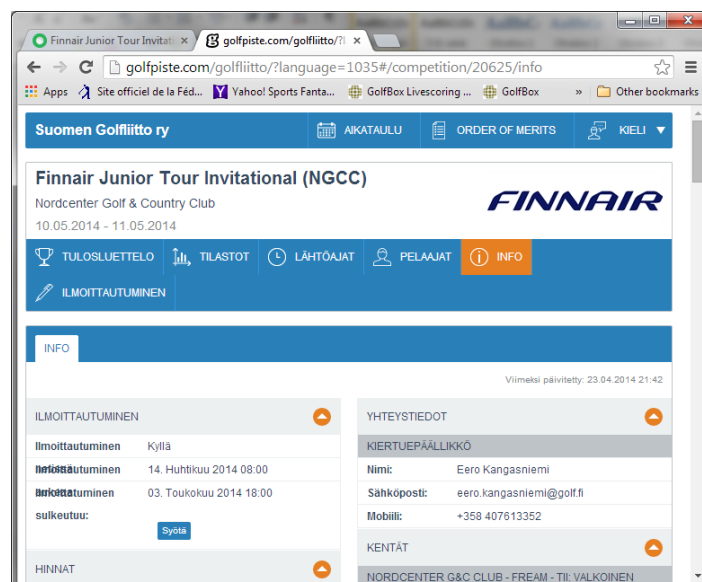 Finnair Junior Tour Invitati
golfpiste.com/golfliitto/?l
golfpiste.com/golfliitto/?language=1035#/competition/20625/info
Apps Site officiel de la Féd... Yahoo! Sports Fanta... GolfBox Livescoring ... GolfBox » Other bookmarks
Suomen Golfliitto ry AIKATAULU ORDER OF MERITS KIELI
Finnair Junior Tour Invitational (NGCC)
Nordcenter Golf & Country Club
FINNAIR
10.05.2014 - 11.05.2014
TULOSLUETTELO TILASTOT LÄHTÖAJAT PELAAJAT INFO
ILMOITTAUTUMINEN
INFO
Viimeksi päivitetty: 23.04.2014 21:42
ILMOITTAUTUMINEN
Ilmoittautuminen Kyllä
14. Huhtikuu 2014 08:00
03. Toukokuu 2014 18:00
sulkeutuu:
Syötä
HINNAT
YHTEYSTIEDOT
KIERTUEPÄÄLLIKKÖ
Nimi: Eero Kangasniemi
Sähköposti: eero.kangasniemi@golf.fi
Mobiili: +358 407613352
KENTÄT
NORDCENTER G&C CLUB - FREAM - TII: VALKOINEN